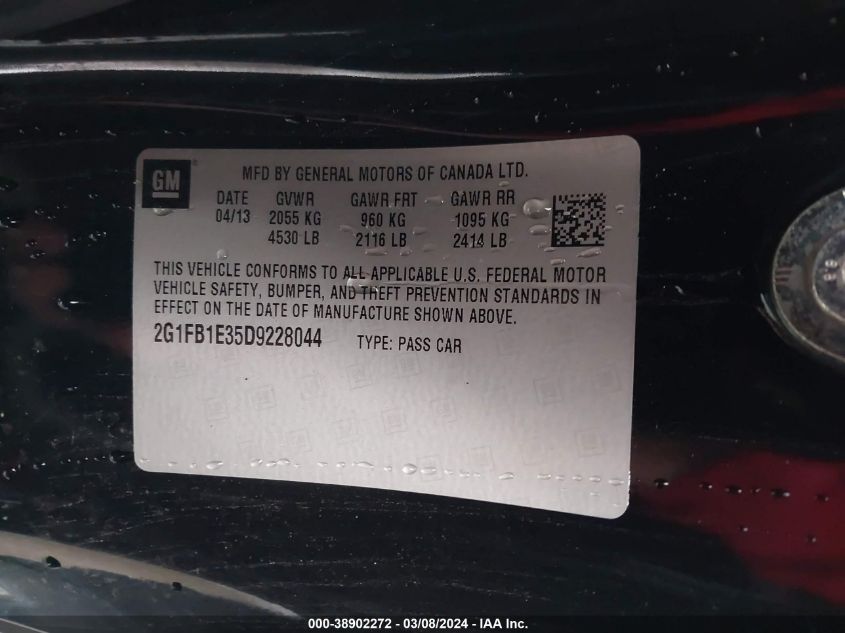 GM ®
MFD BY GENERAL MOTORS OF CANADA LTD.
DATE GVWR GAWR FRT GAWR RR
04/13 2055 KG 960 KG 1095 KG
4530 LB 2116 LB 2414 LB
THIS VEHICLE CONFORMS TO ALL APPLICABLE U.S. FEDERAL MOTOR
VEHICLE SAFETY, BUMPER, AND THEFT PREVENTION STANDARDS IN
EFFECT ON THE DATE OF MANUFACTURE SHOWN ABOVE.
2G1FB1E35D9228044 TYPE: PASS CAR
000-38902272 - 03/08/2024 - IAA Inc.